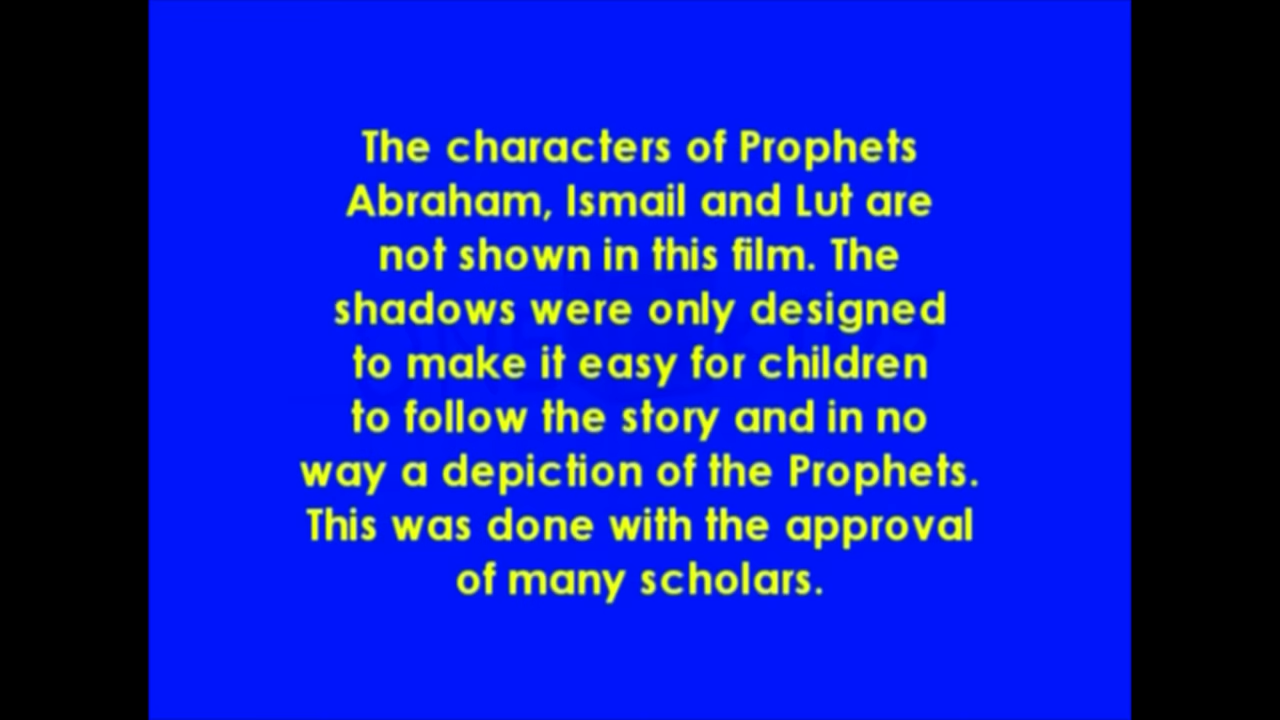 The characters of Prophets
Abraham, Ismail and Lut are
not shown in this film. The
shadows were only designed
to make it easy for children
to follow the story and in no
way a depiction of the Prophets.
This was done with the approval
of many scholars.